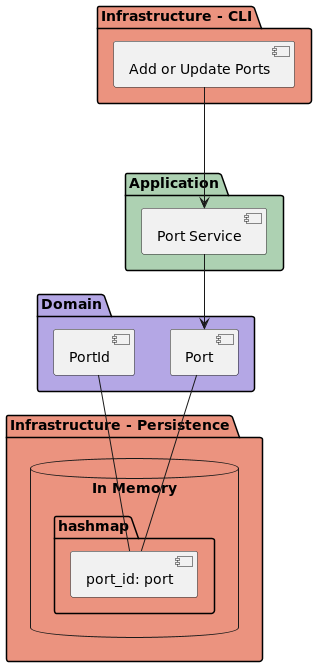 Infrastructure - CLI
Add or Update Ports
Application
Port Service
Domain
PortId
Port
Infrastructure - Persistence
In Memory
hashmap
port_id: port